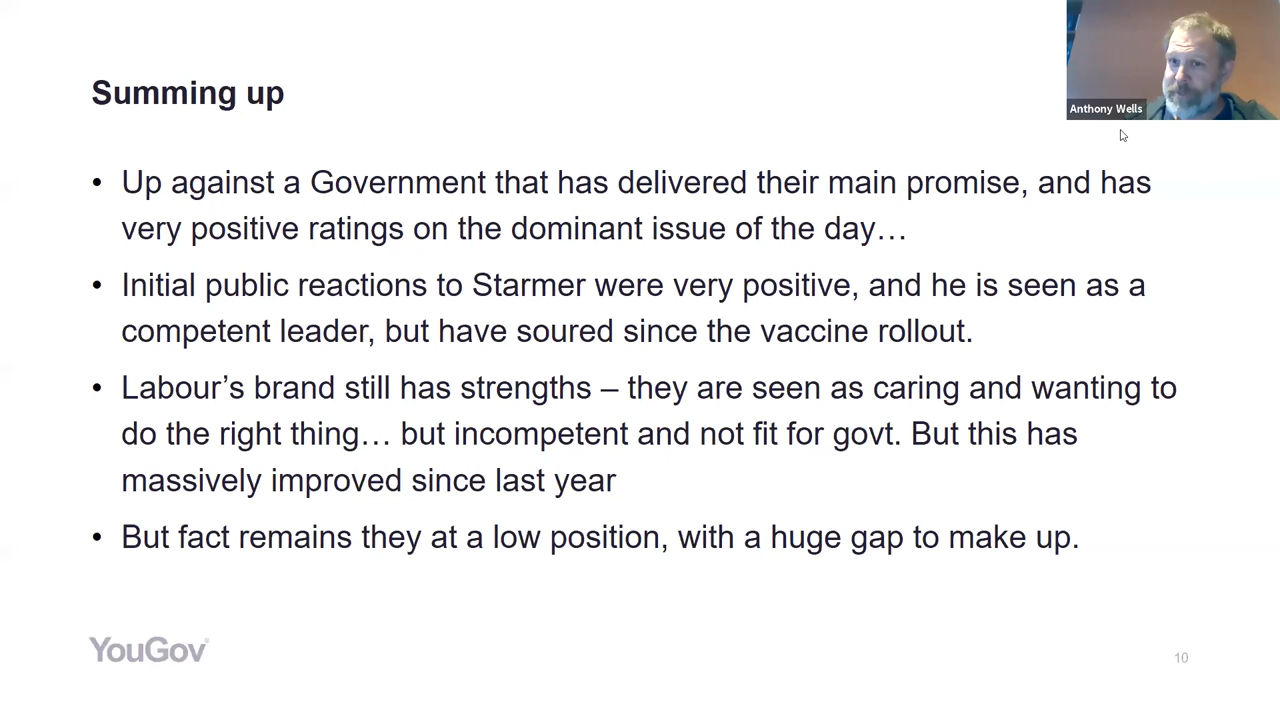 Anthony Wells
Summing up
• Up against a Government that has delivered their main promise, and has
very positive ratings on the dominant issue of the day…
• Initial public reactions to Starmer were very positive, and he is seen as a
competent leader, but have soured since the vaccine rollout.
• Labour’s brand still has strengths – they are seen as caring and wanting to
do the right thing… but incompetent and not fit for govt. But this has
massively improved since last year
• But fact remains they at a low position, with a huge gap to make up.
YouGov®
10